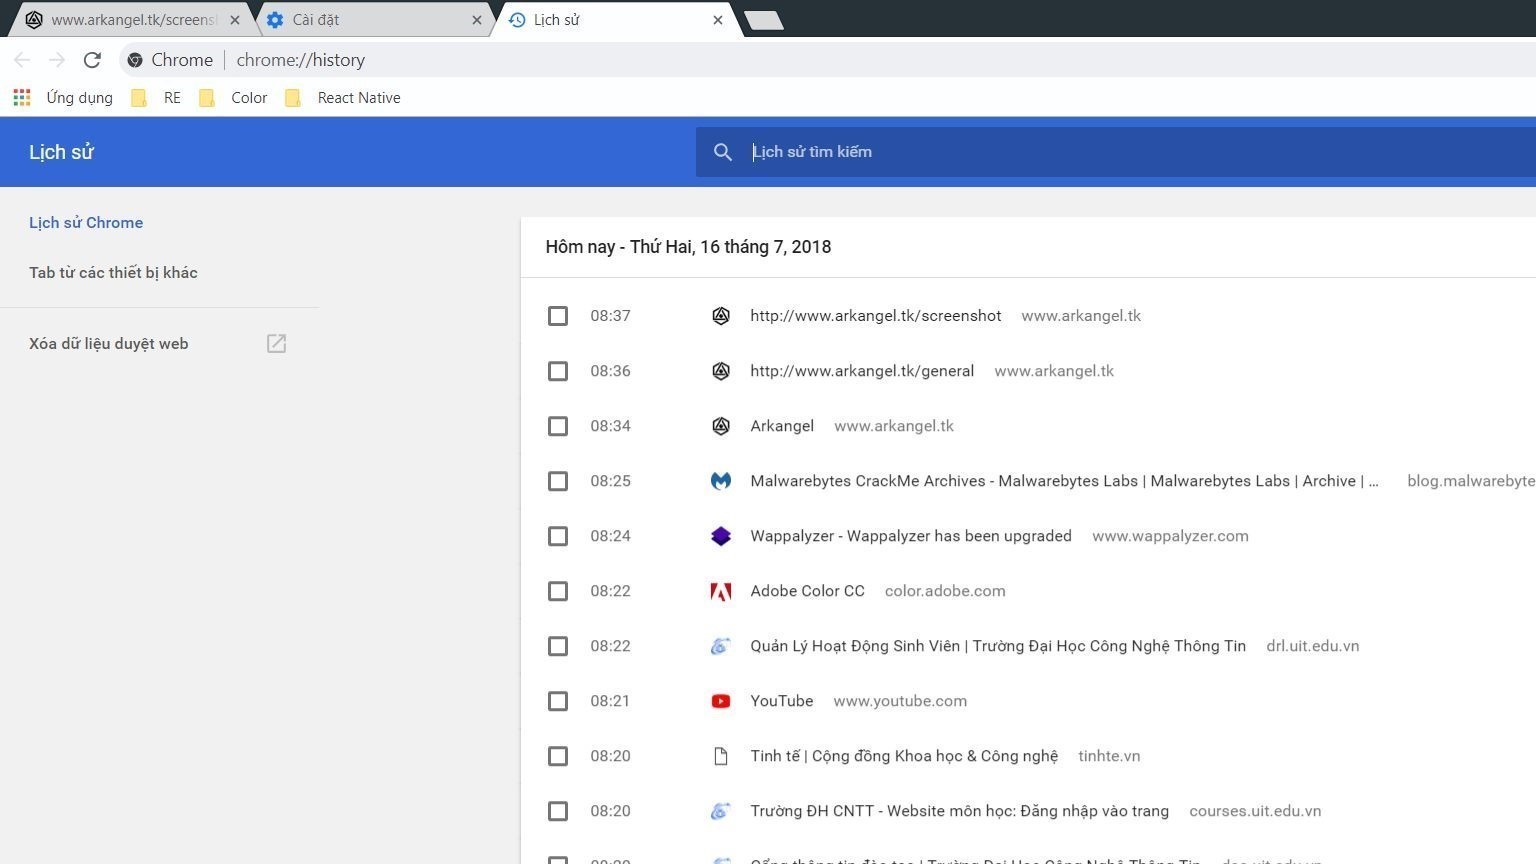 www.arkangel.tk/screens
Cài đặt
Lịch sử
Chrome | chrome://history
Ứng dụng RE Color React Native
Lịch sử
Lịch sử tìm kiếm
Lịch sử Chrome
Tab từ các thiết bị khác
Xóa dữ liệu duyệt web
Hôm nay - Thứ Hai, 16 tháng 7, 2018
08:37 http://www.arkangel.tk/screenshot www.arkangel.tk
08:36 http://www.arkangel.tk/general www.arkangel.tk
08:34 Arkangel www.arkangel.tk
08:25 Malwarebytes CrackMe Archives - Malwarebytes Labs | Malwarebytes Labs | Archive | ... blog.malwarebyte
08:24 Wappalyzer - Wappalyzer has been upgraded www.wappalyzer.com
08:22 Adobe Color CC color.adobe.com
08:22 Quản Lý Hoạt Động Sinh Viên | Trường Đại Học Công Nghệ Thông Tin drl.uit.edu.vn
08:21 YouTube www.youtube.com
08:20 Tinh tế | Cộng đồng Khoa học & Công nghệ tinhte.vn
08:20 Trường ĐH CNTT - Website môn học: Đăng nhập vào trang courses.uit.edu.vn